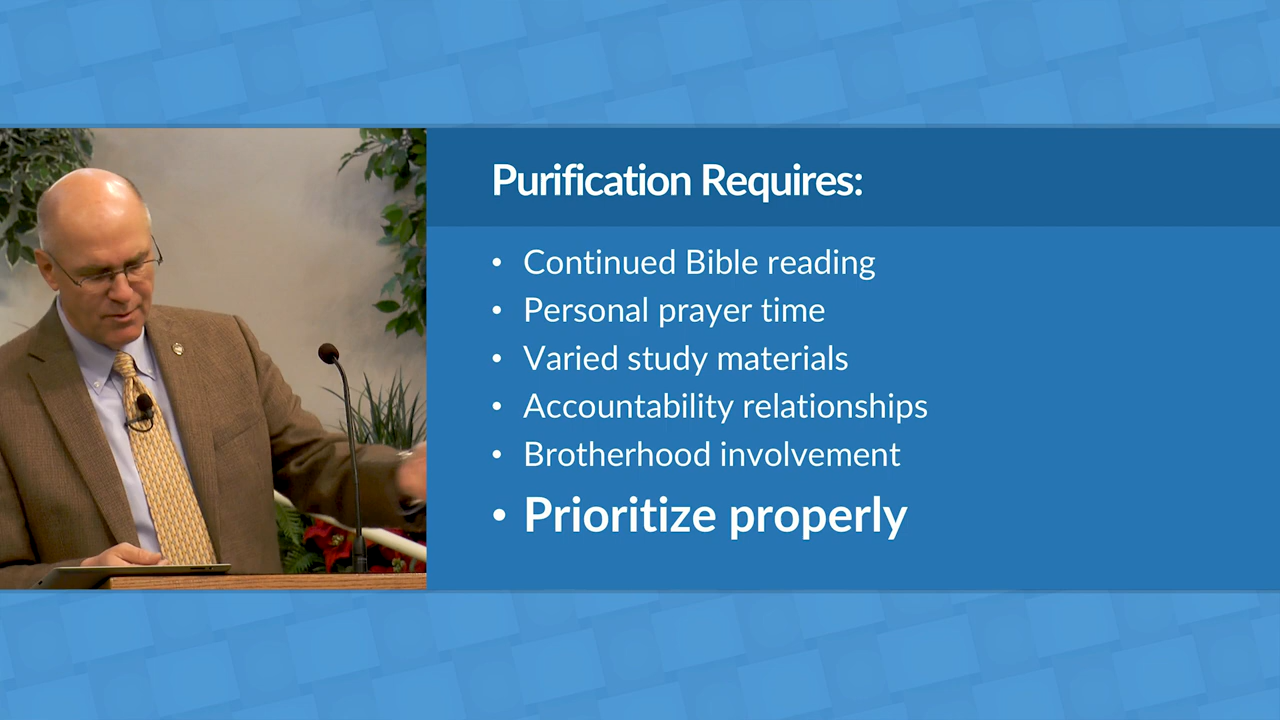 Purification Requires:
• Continued Bible reading
• Personal prayer time
• Varied study materials
• Accountability relationships
• Brotherhood involvement
• Prioritize properly